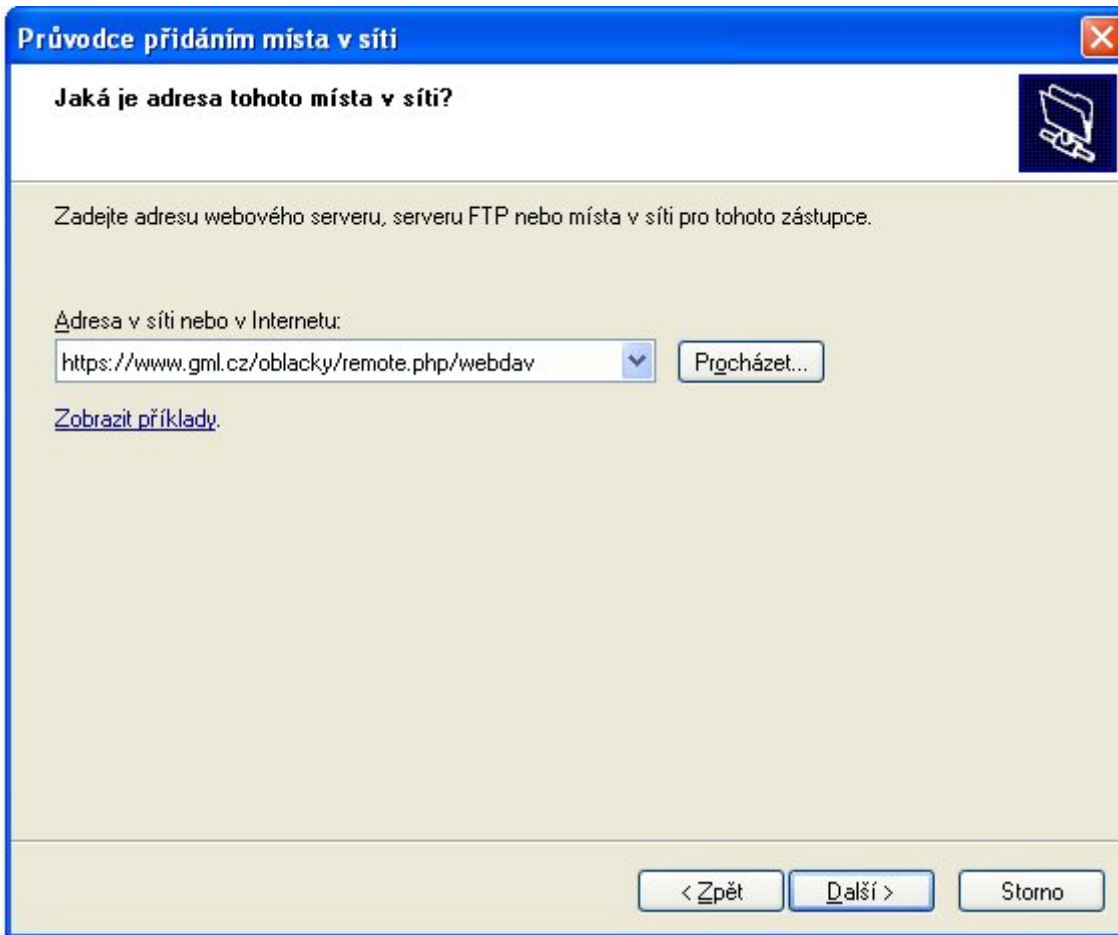 Průvodce přidáním místa v síti
Jaká je adresa tohoto místa v síti?
Zadejte adresu webového serveru, serveru FTP nebo místa v síti pro tohoto zástupce.
Adresa v síti nebo v Internetu:
https://www.gml.cz/oblacky/remote.php/webdav
Procházet...
Zobrazit příklady.
< Zpět
Další >
Storno